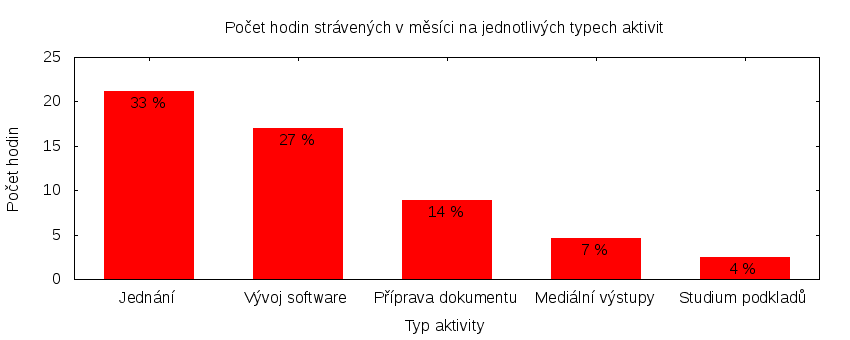 Počet hodin strávených v měsíci na jednotlivých typech aktivit
25
20
15
10
5
0
Počet hodin
33 %
27 %
14 %
7 %
4 %
Jednání Vývoj software Příprava dokumentu Mediální výstupy Studium podkladů
Typ aktivity